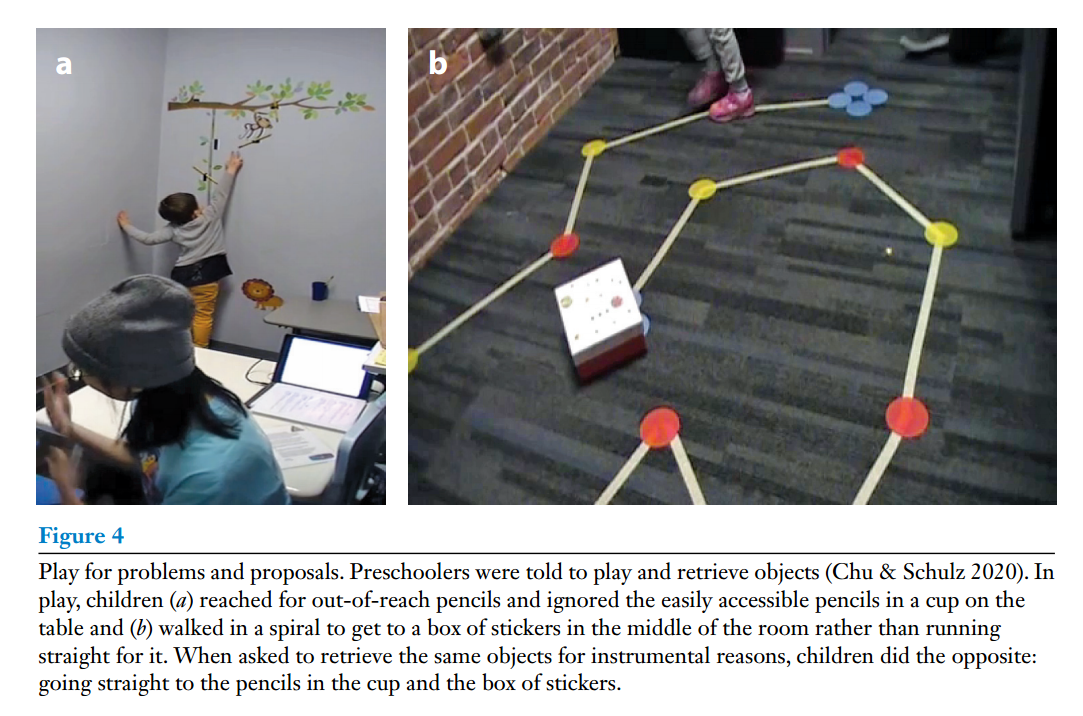 a
b
Figure 4
Play for problems and proposals. Preschoolers were told to play and retrieve objects (Chu & Schulz 2020). In
play, children (a) reached for out-of-reach pencils and ignored the easily accessible pencils in a cup on the
table and (b) walked in a spiral to get to a box of stickers in the middle of the room rather than running
straight for it. When asked to retrieve the same objects for instrumental reasons, children did the opposite:
going straight to the pencils in the cup and the box of stickers.